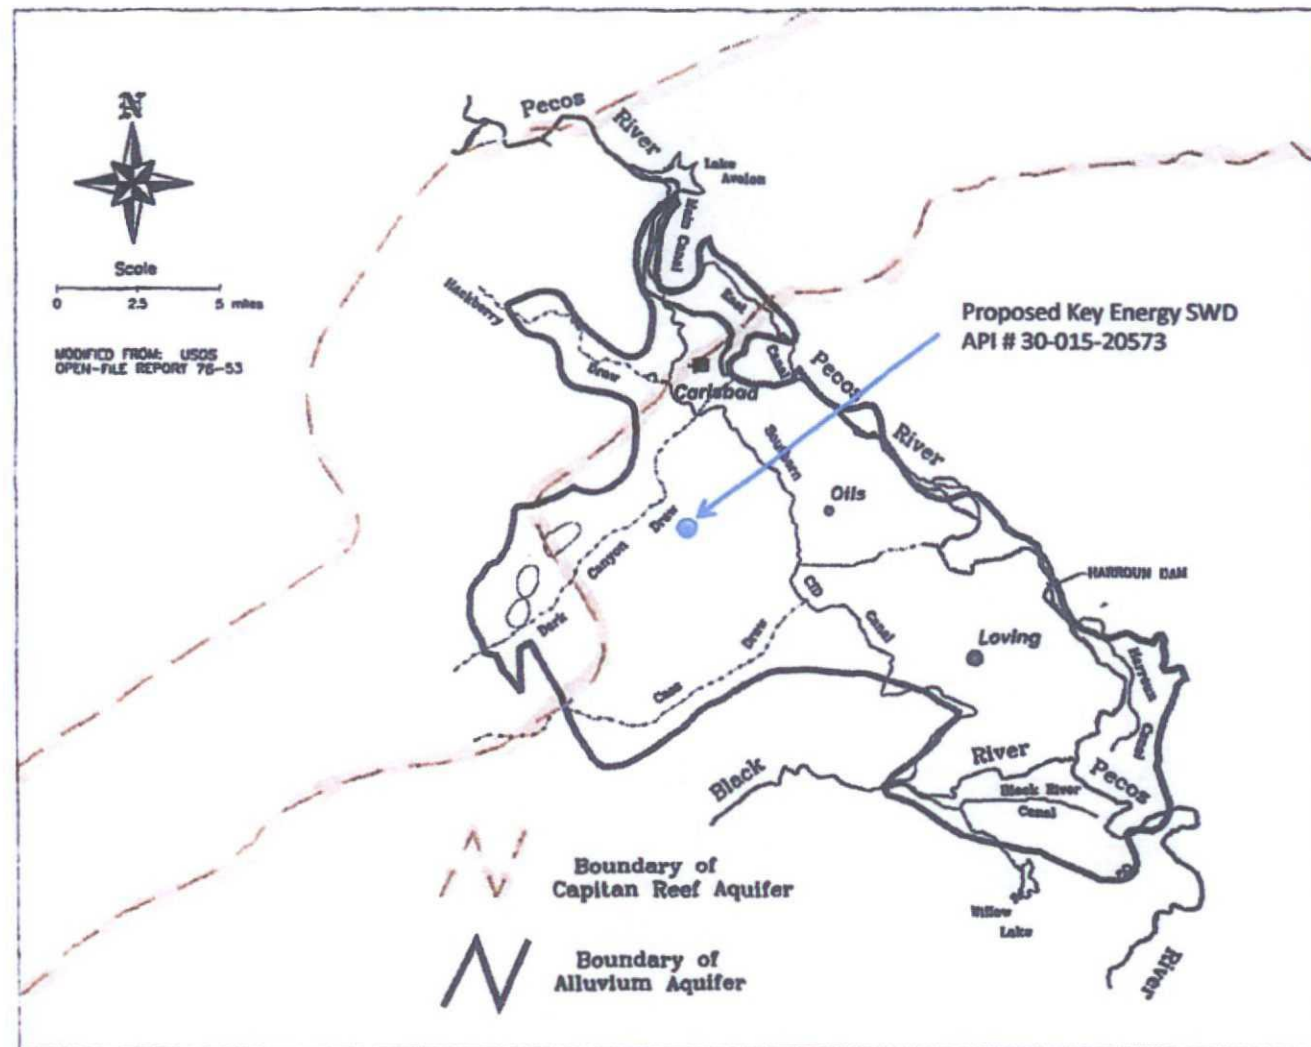 N
Scale
0 2.5 5 miles
MODIFIED FROM: USGS
OPEN-FILE REPORT 76-53
Pecos
River
Lake
Avalon
Main Canal
Hackberry
Draw
East
Canal
Carlsbad
Proposed Key Energy SWD
API # 30-015-20573
Pecos
River
Southern
Otis
Dark
Canyon
Draw
HARROUN DAM
CID
Canal
Loving
Cass
Draw
Harroun
Canal
Black
River
Pecos
Black River
Canal
Willow
Lake
River
Boundary of
Capitan Reef Aquifer
Boundary of
Alluvium Aquifer